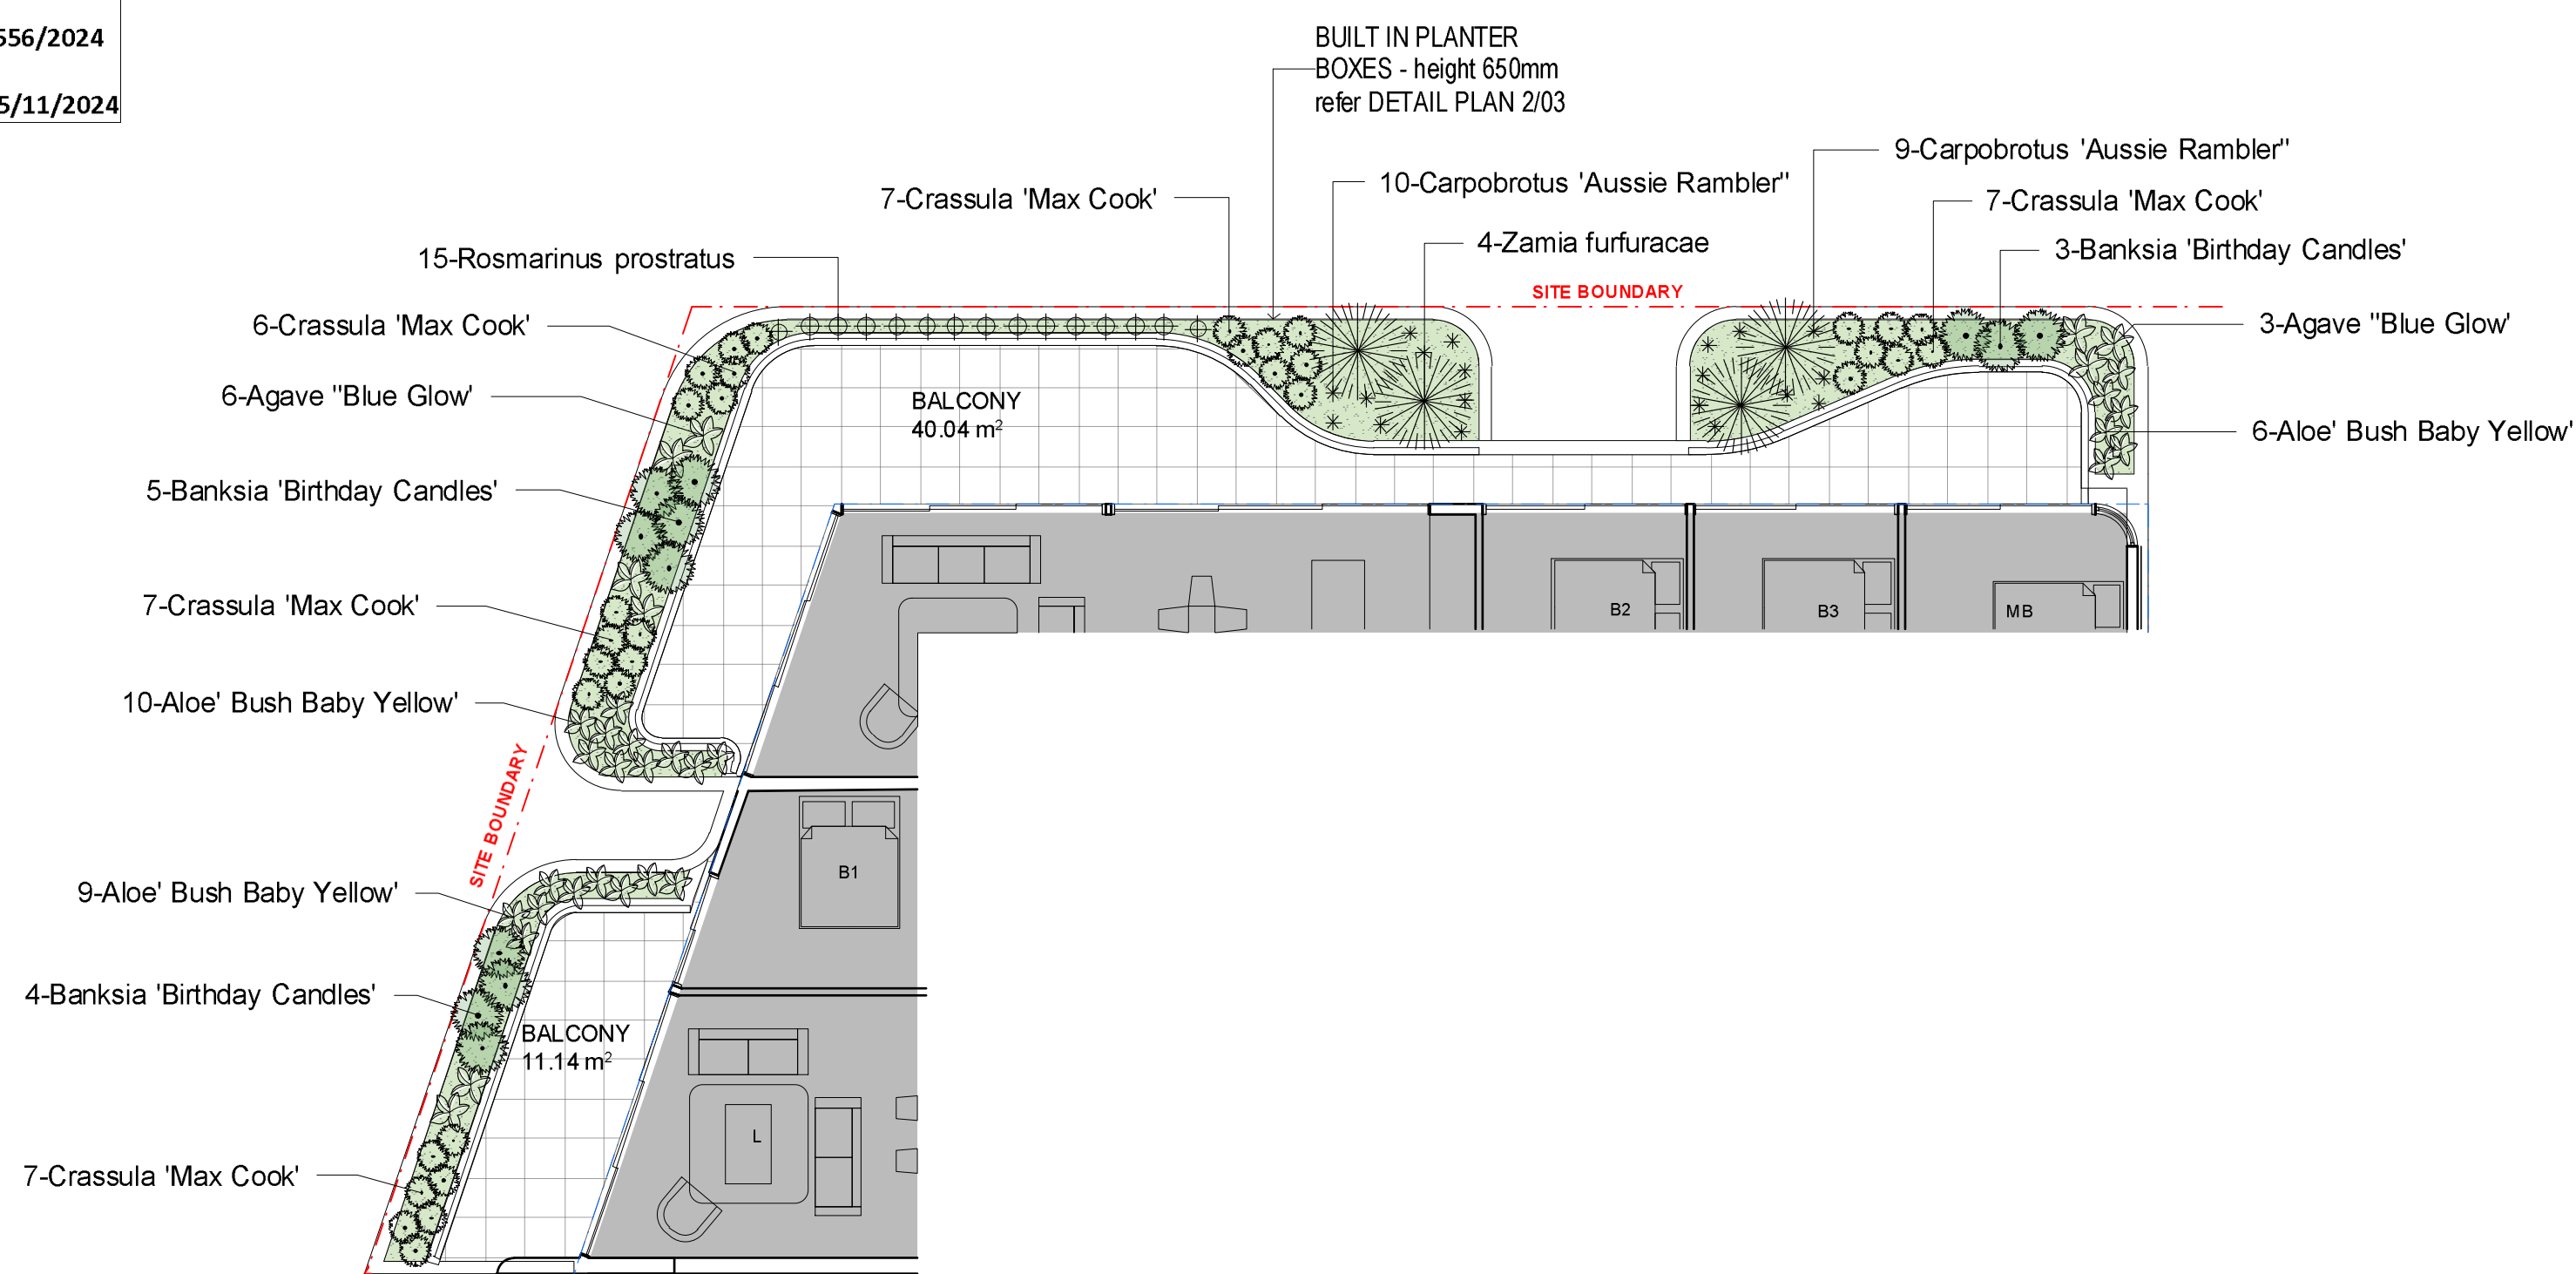 556/2024
5/11/2024
BUILT IN PLANTER
BOXES - height 650mm
refer DETAIL PLAN 2/03
9-Carpobrotus 'Aussie Rambler"
10-Carpobrotus 'Aussie Rambler"
7-Crassula 'Max Cook'
7-Crassula 'Max Cook'
4-Zamia furfuracae
3-Banksia 'Birthday Candles'
15-Rosmarinus prostratus
SITE BOUNDARY
6-Crassula 'Max Cook'
3-Agave "Blue Glow'
6-Agave "Blue Glow'
BALCONY
40.04 m²
6-Aloe' Bush Baby Yellow'
5-Banksia 'Birthday Candles'
7-Crassula 'Max Cook'
B2
B3
MB
10-Aloe' Bush Baby Yellow'
SITE BOUNDARY
B1
9-Aloe' Bush Baby Yellow'
4-Banksia 'Birthday Candles'
BALCONY
11.14 m²
L
7-Crassula 'Max Cook'